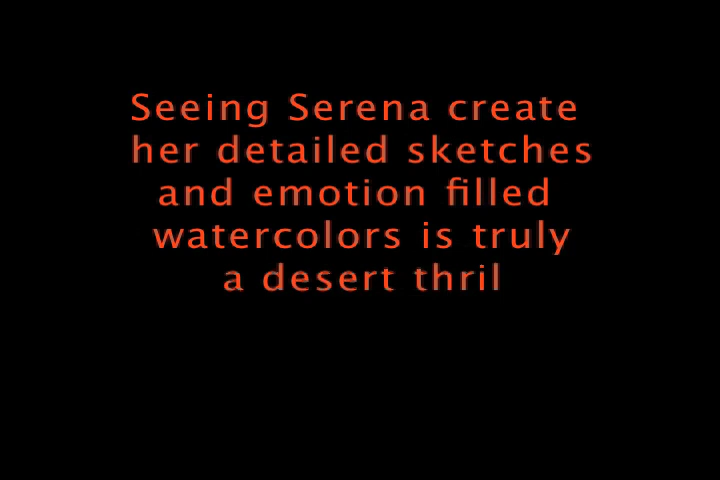 Seeing Serena create
her detailed sketches
and emotion filled
watercolors is truly
a desert thril